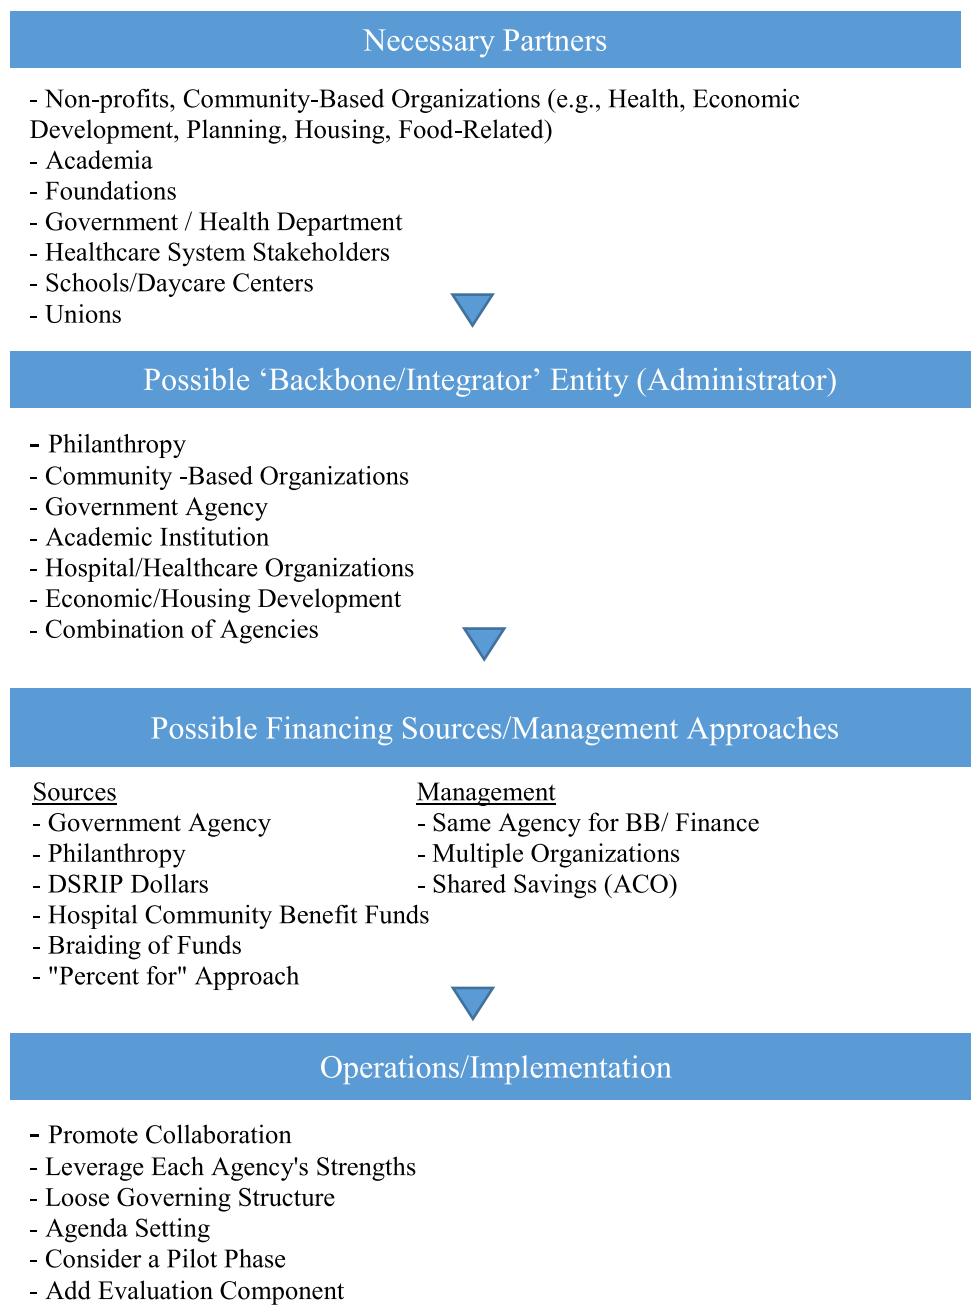 Necessary Partners
- Non-profits, Community-Based Organizations (e.g., Health, Economic
Development, Planning, Housing, Food-Related)
- Academia
- Foundations
- Government / Health Department
- Healthcare System Stakeholders
- Schools/Daycare Centers
- Unions
Possible ‘Backbone/Integrator’ Entity (Administrator)
- Philanthropy
- Community -Based Organizations
- Government Agency
- Academic Institution
- Hospital/Healthcare Organizations
- Economic/Housing Development
- Combination of Agencies
Possible Financing Sources/Management Approaches
Sources
- Government Agency
- Philanthropy
- DSRIP Dollars
- Hospital Community Benefit Funds
- Braiding of Funds
- "Percent for" Approach
Management
- Same Agency for BB/ Finance
- Multiple Organizations
- Shared Savings (ACO)
Operations/Implementation
- Promote Collaboration
- Leverage Each Agency's Strengths
- Loose Governing Structure
- Agenda Setting
- Consider a Pilot Phase
- Add Evaluation Component